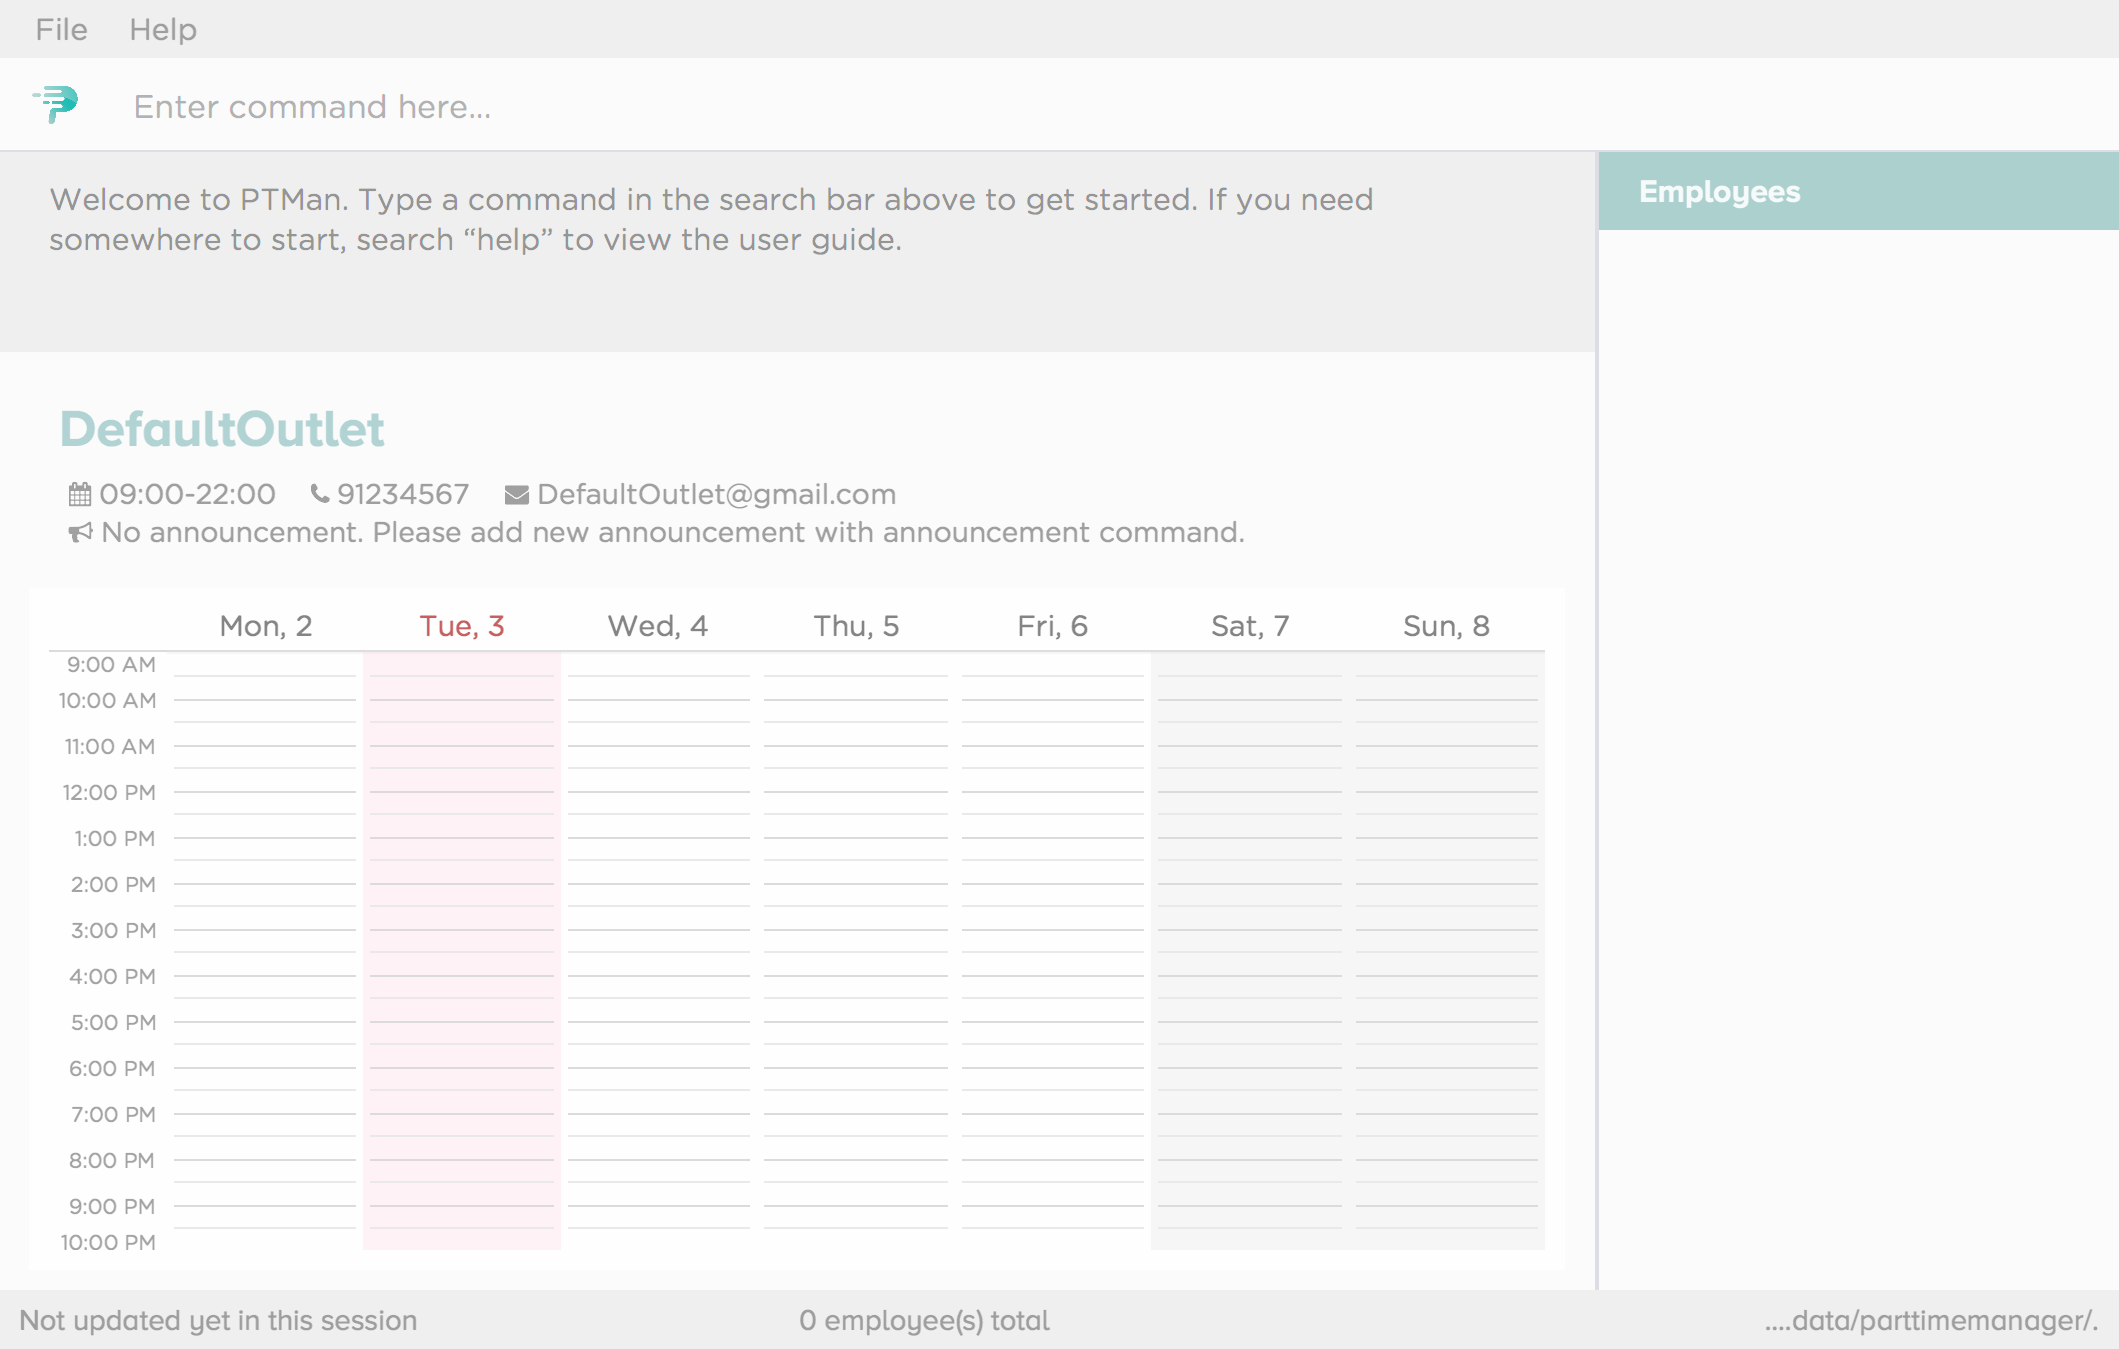 File Help
Enter command here...
Welcome to PTMan. Type a command in the search bar above to get started. If you need
somewhere to start, search “help” to view the user guide.
Employees
DefaultOutlet
09:00-22:00 91234567 DefaultOutlet@gmail.com
No announcement. Please add new announcement with announcement command.
Mon, 2 Tue, 3 Wed, 4 Thu, 5 Fri, 6 Sat, 7 Sun, 8
9:00 AM
10:00 AM
11:00 AM
12:00 PM
1:00 PM
2:00 PM
3:00 PM
4:00 PM
5:00 PM
6:00 PM
7:00 PM
8:00 PM
9:00 PM
10:00 PM
Not updated yet in this session 0 employee(s) total ....data/parttimemanager/.